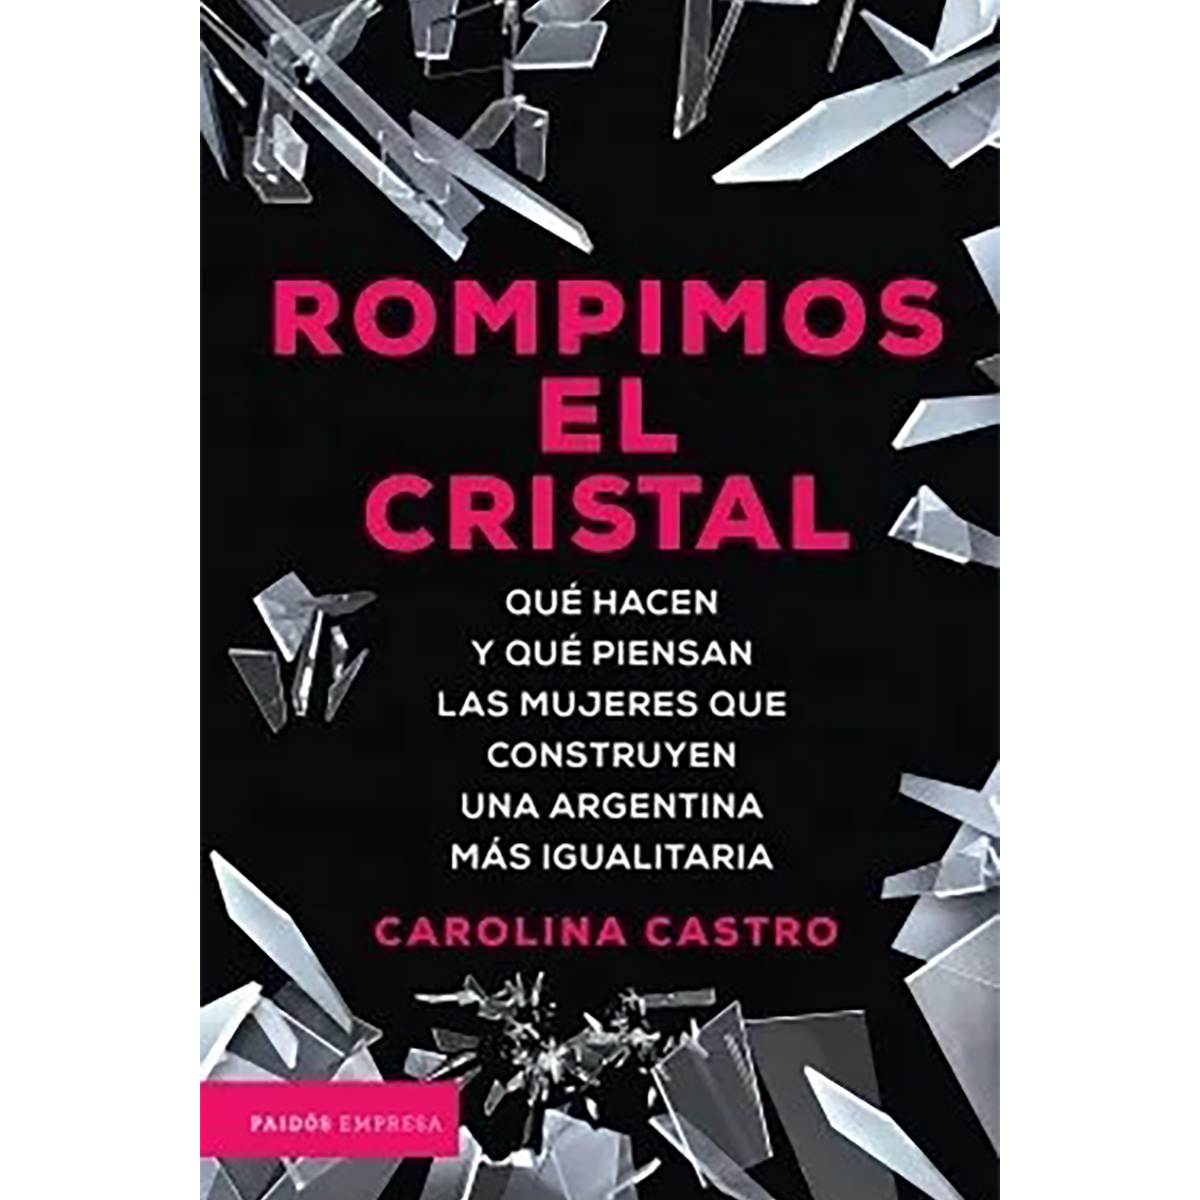 ROMPIMOS
EL
CRISTAL
QUÉ HACEN
Y QUÉ PIENSAN
LAS MUJERES QUE
CONSTRUYEN
UNA ARGENTINA
MÁS IGUALITARIA
CAROLINA CASTRO
PAIDÓS EMPRESA